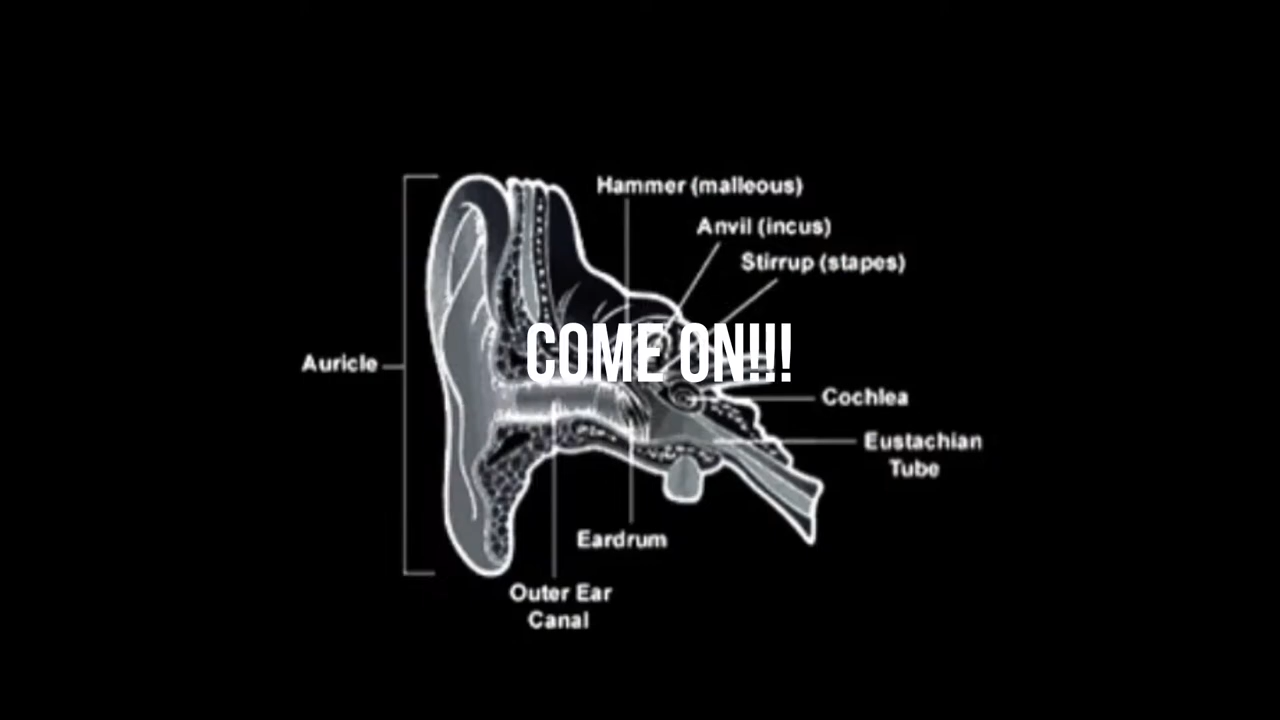 Hammer (malleous)
Anvil (incus)
Stirrup (stapes)
COME ON!!!
Auricle
Cochlea
Eustachian
Tube
Eardrum
Outer Ear
Canal